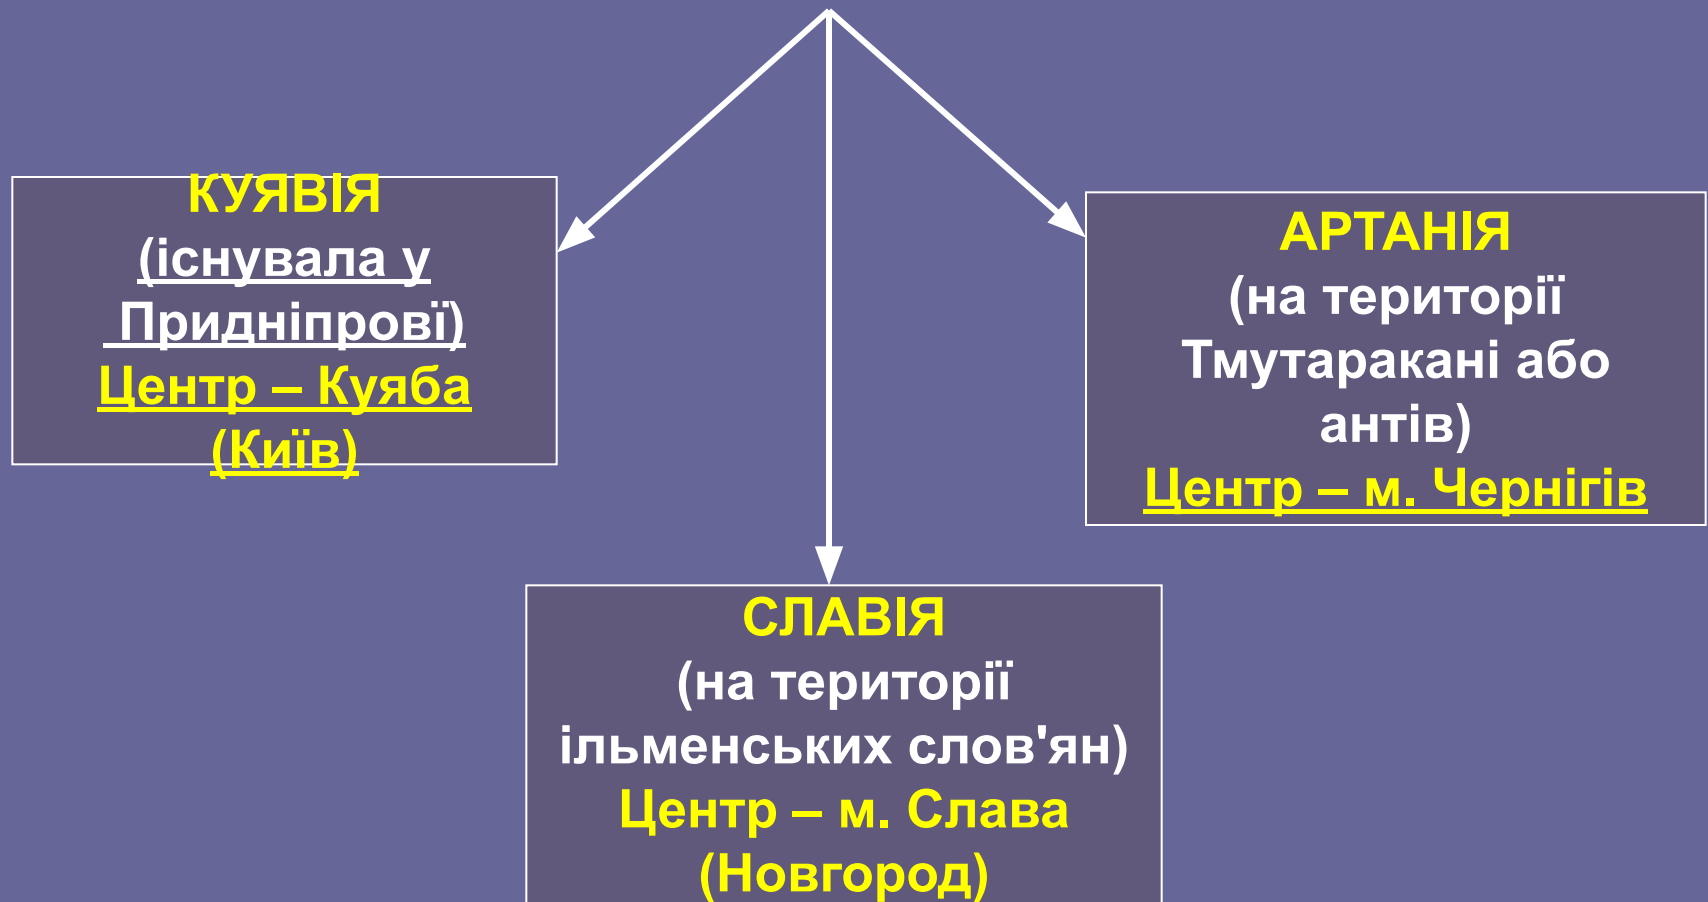 КУЯВІЯ
(існувала у
Придніпрові)
Центр – Куяба
(Київ)
АРТАНІЯ
(на території
Тмутаракані або
антів)
Центр – м. Чернігів
СЛАВІЯ
(на території
ільменських слов'ян)
Центр – м. Слава
(Новгород)